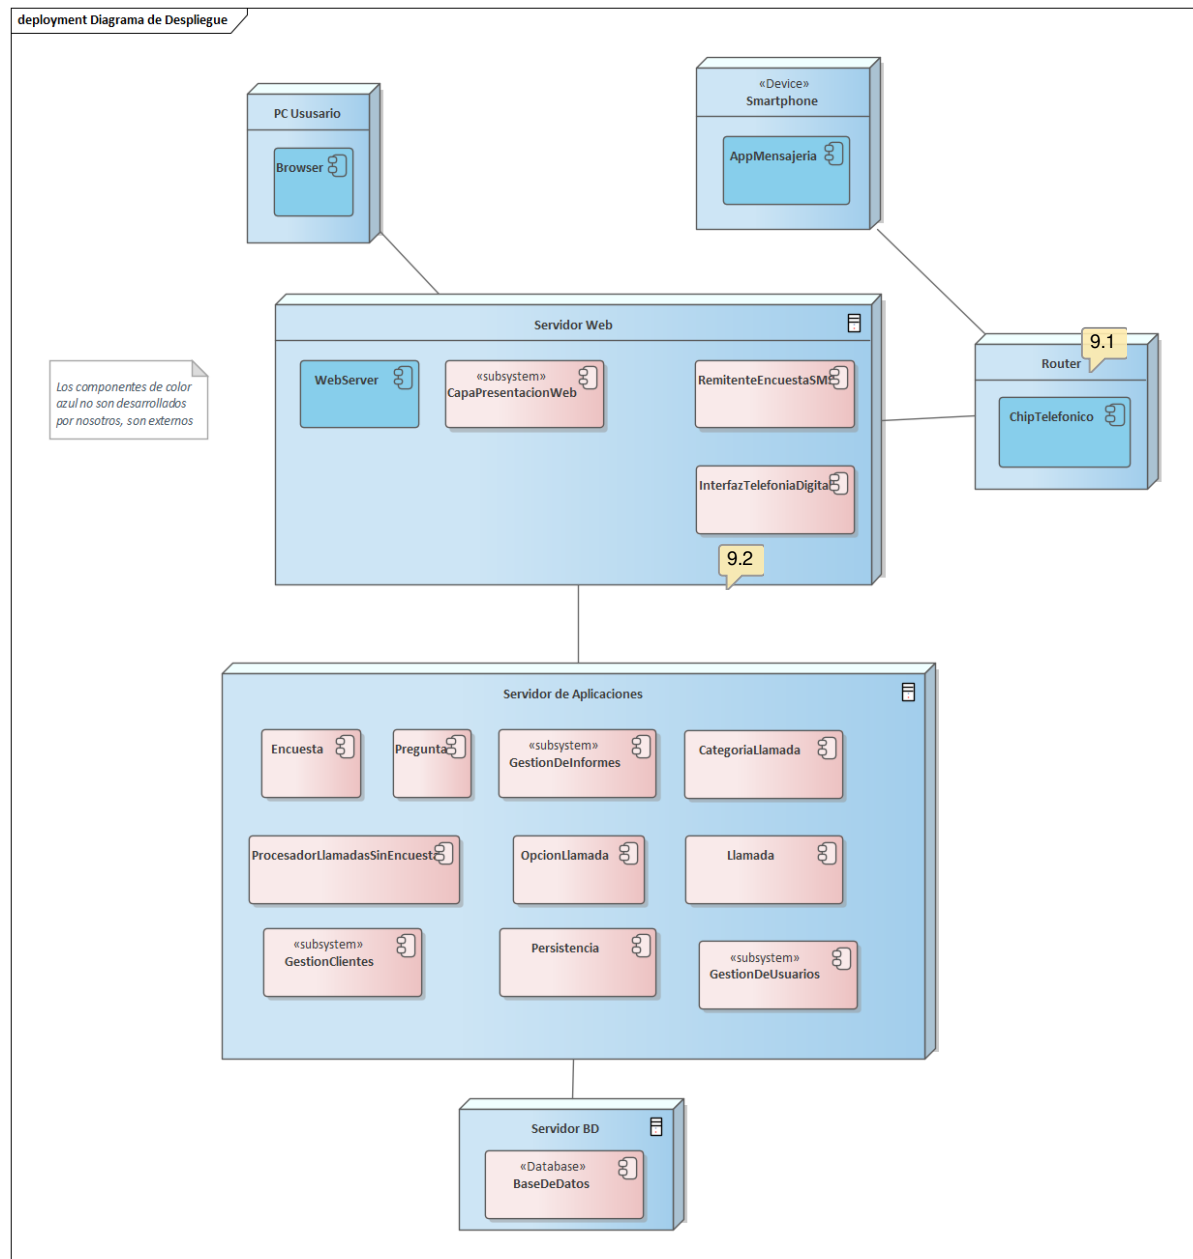 deployment Diagrama de Despliegue
PC Ususario
Browser
«Device»
Smartphone
AppMensajeria
Servidor Web
WebServer
«subsystem»
CapaPresentacionWeb
RemitenteEncuestaSMS
InterfazTelefoniaDigital
9.2
9.1
Router
ChipTelefonico
Los componentes de color
azul no son desarrollados
por nosotros, son externos
Servidor de Aplicaciones
Encuesta
Pregunta
«subsystem»
GestionDeInformes
CategoriaLlamada
ProcesadorLlamadasSinEncuesta
OpcionLlamada
Llamada
«subsystem»
GestionClientes
Persistencia
«subsystem»
GestionDeUsuarios
Servidor BD
«Database»
BaseDeDatos